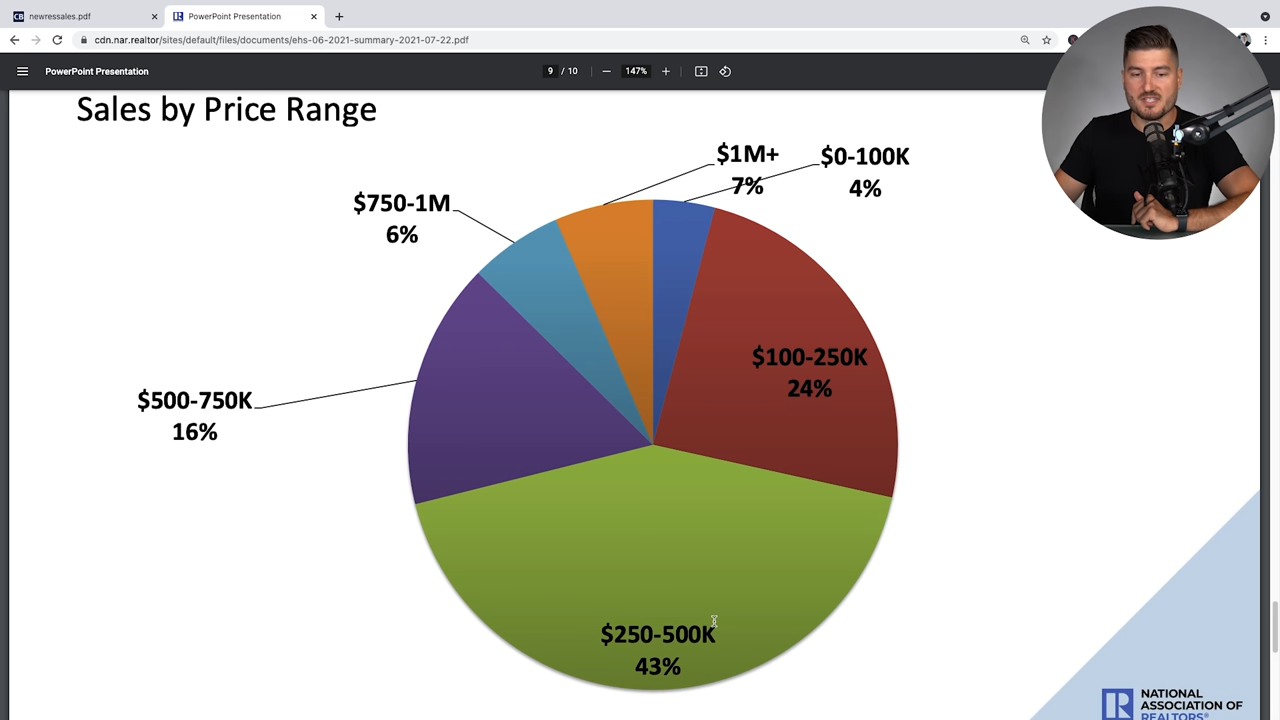 newressales.pdf
PowerPoint Presentation
cdn.nar.realtor/sites/default/files/documents/ehs-06-2021-summary-2021-07-22.pdf
PowerPoint Presentation
9 / 10
147%
Sales by Price Range
$1M+
7%
$0-100K
4%
$750-1M
6%
$100-250K
24%
$500-750K
16%
$250-500K
43%
NATIONAL
ASSOCIATION OF
REALTORS®